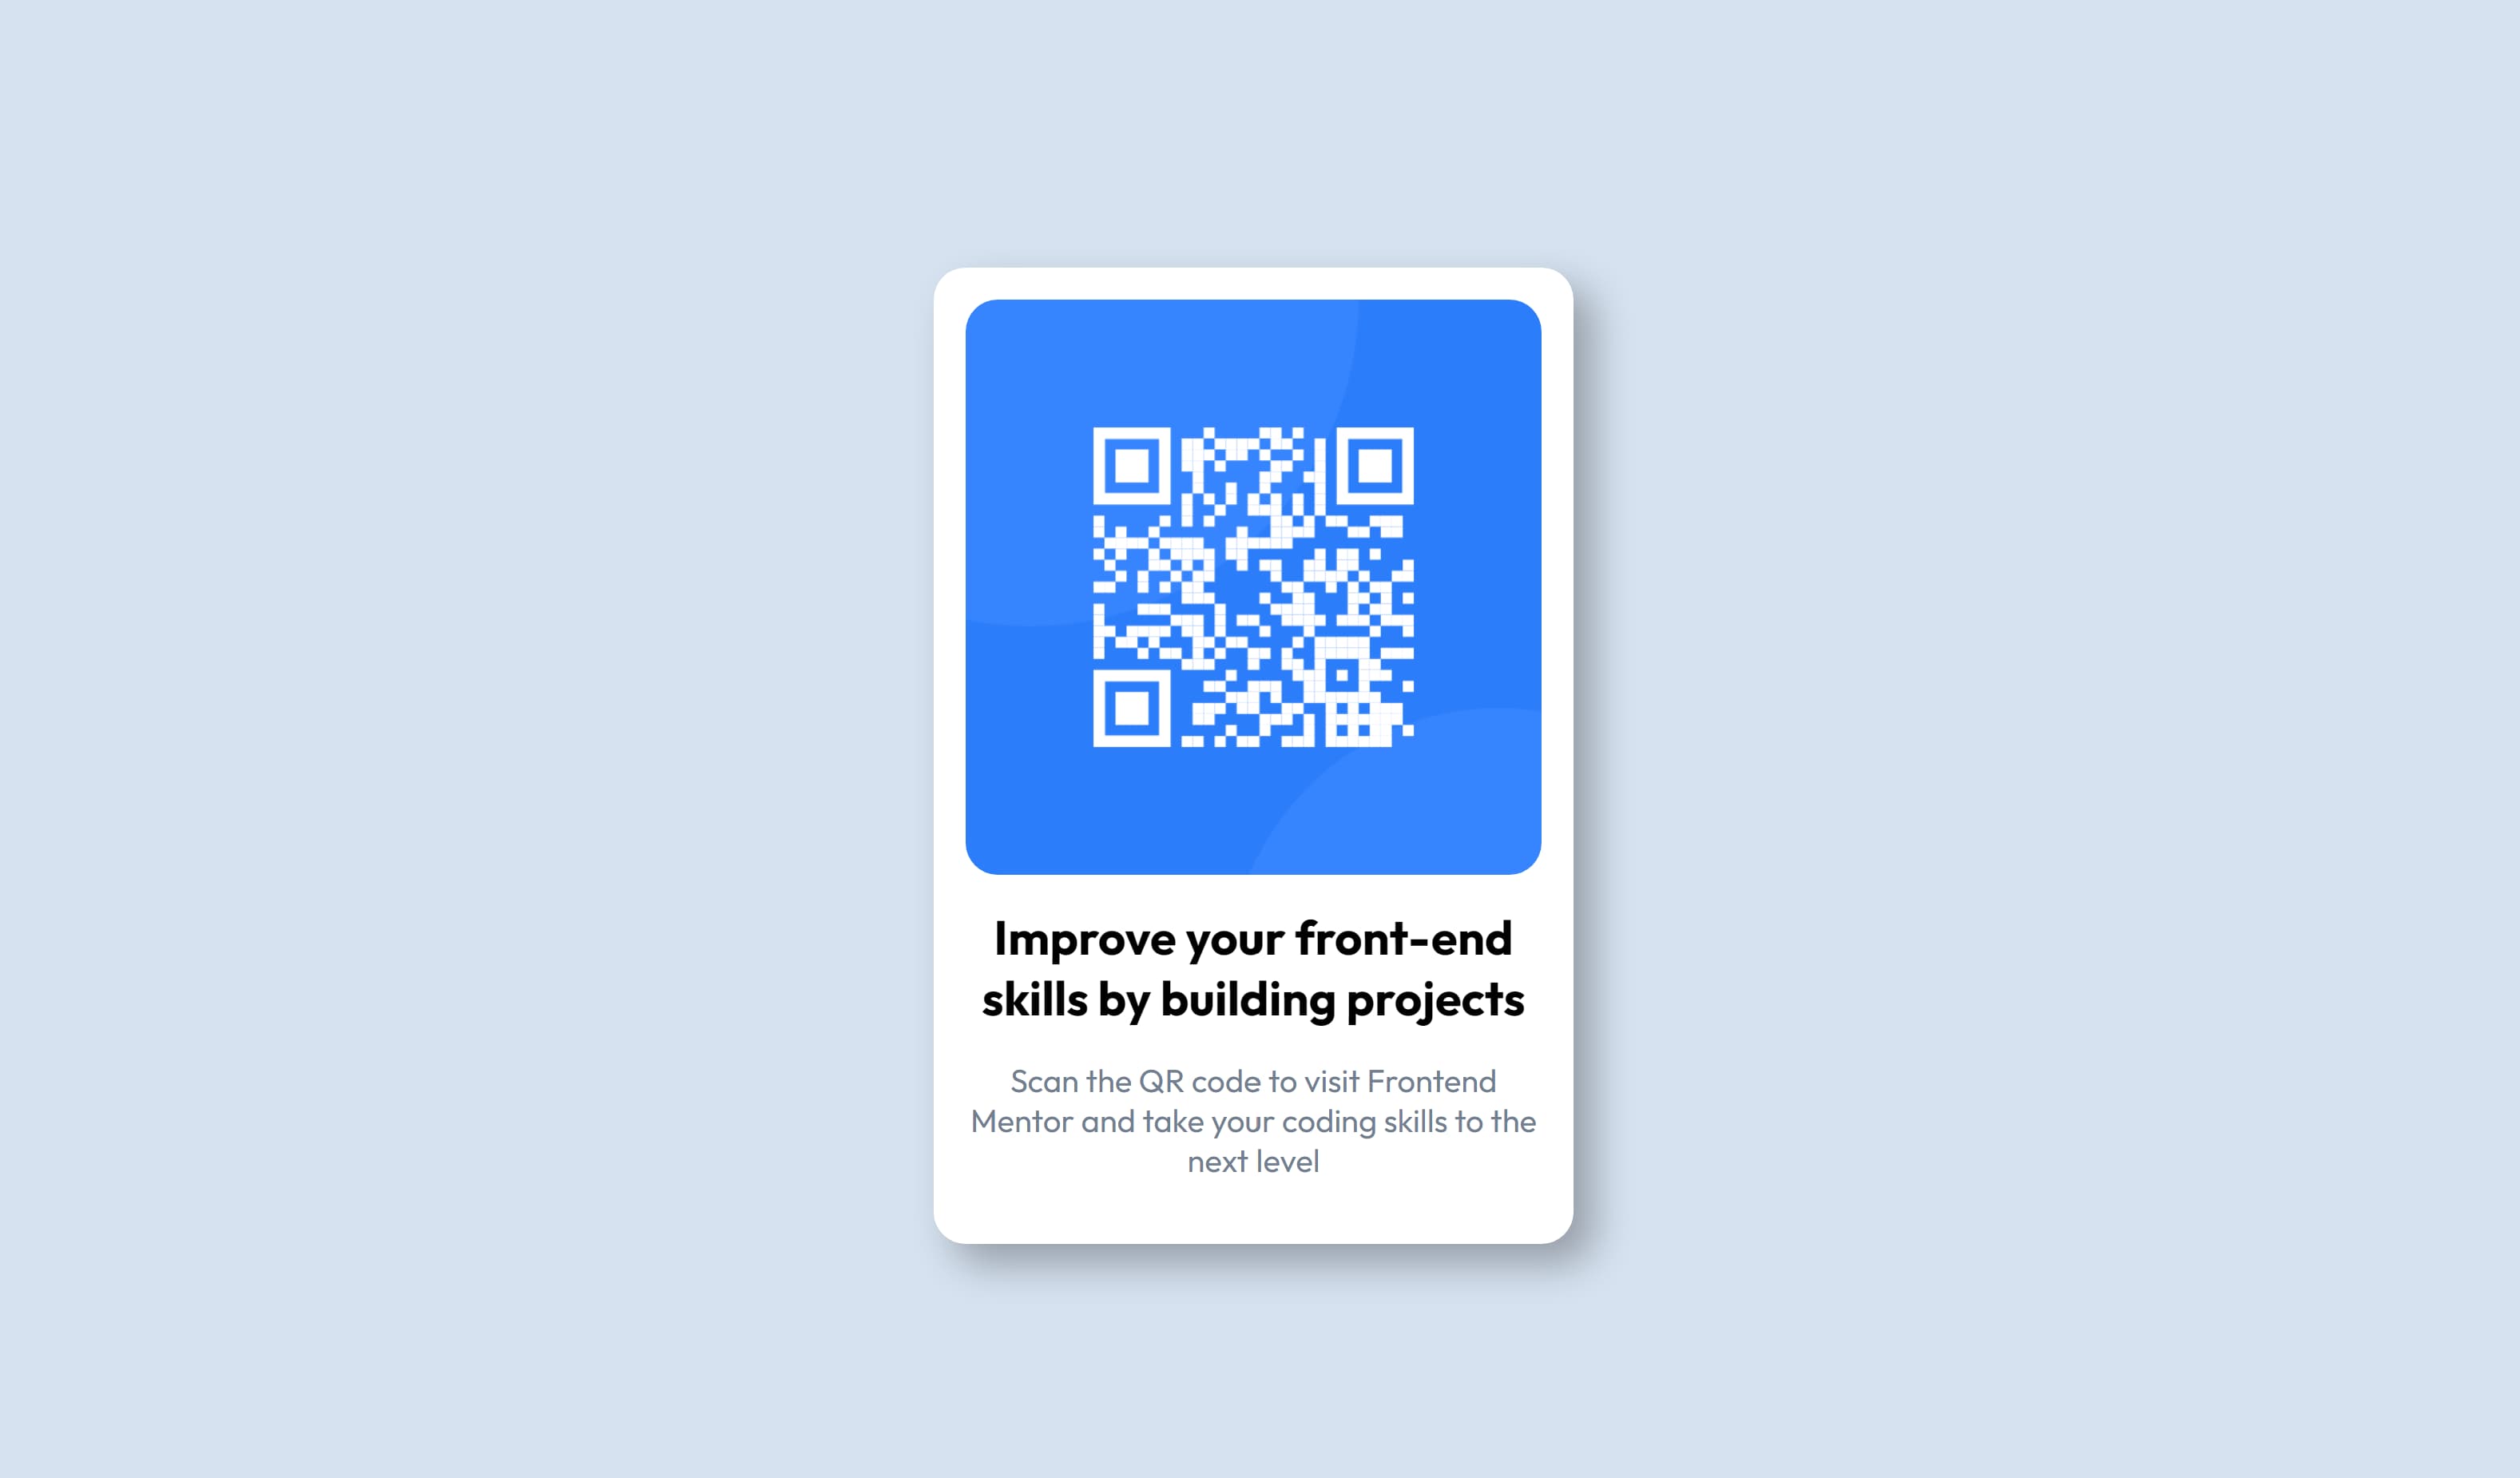 Improve your front-end
skills by building projects
Scan the QR code to visit Frontend
Mentor and take your coding skills to the
next level